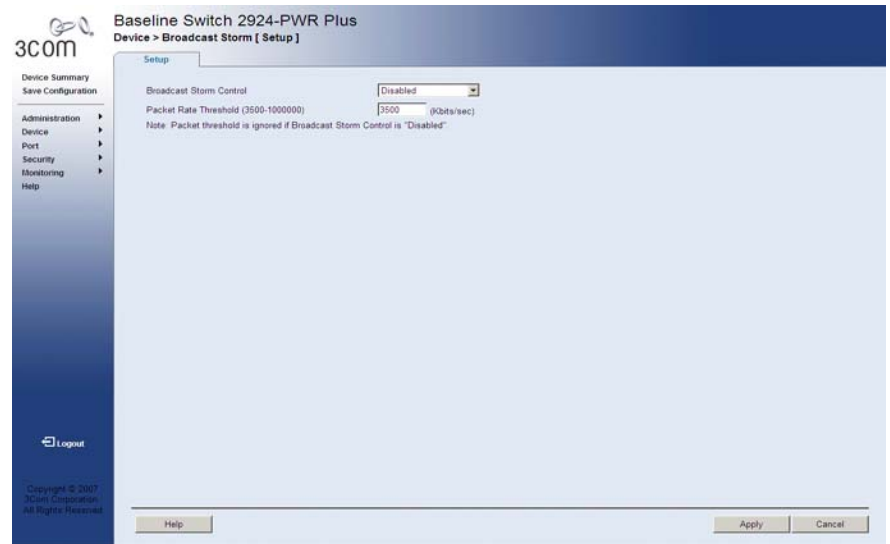 3COM
Baseline Switch 2924-PWR Plus
Device > Broadcast Storm [ Setup ]
Setup
Device Summary
Save Configuration
Administration
Device
Port
Security
Monitoring
Help
Broadcast Storm Control Disabled
Packet Rate Threshold (3500-1000000) 3500 (Kbits/sec)
Note: Packet threshold is ignored if Broadcast Storm Control is "Disabled"
Logout
Copyright © 2007
3Com Corporation
All Rights Reserved
Help Apply Cancel